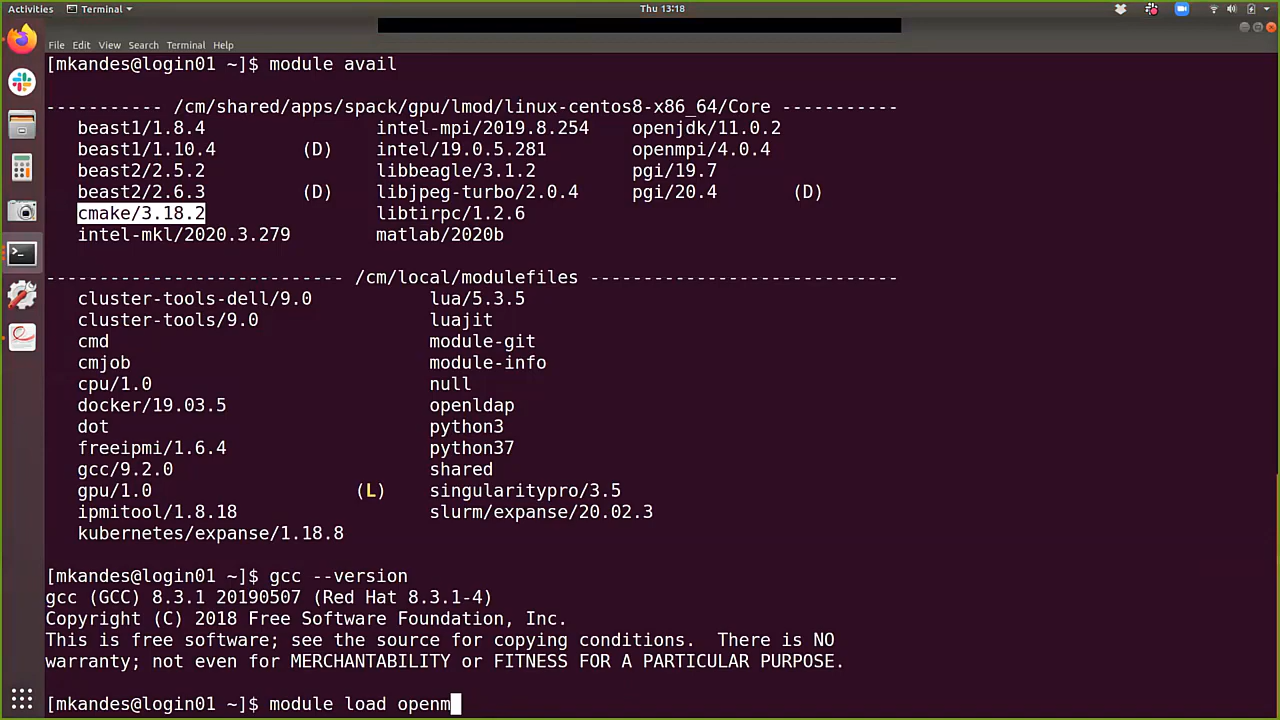 Activities Terminal Thu 13:18
File Edit View Search Terminal Help
[mkandes@login01 ~]$ module avail
----------- /cm/shared/apps/spack/gpu/lmod/linux-centos8-x86_64/Core -----------
beast1/1.8.4 intel-mpi/2019.8.254 openjdk/11.0.2
beast1/1.10.4 (D) intel/19.0.5.281 openmpi/4.0.4
beast2/2.5.2 libbeagle/3.1.2 pgi/19.7
beast2/2.6.3 (D) libjpeg-turbo/2.0.4 pgi/20.4 (D)
cmake/3.18.2 libtirpc/1.2.6
intel-mkl/2020.3.279 matlab/2020b
---------------------------- /cm/local/modulefiles -----------------------------
cluster-tools-dell/9.0 lua/5.3.5
cluster-tools/9.0 luajit
cmd module-git
cmjob module-info
cpu/1.0 null
docker/19.03.5 openldap
dot python3
freeipmi/1.6.4 python37
gcc/9.2.0 shared
gpu/1.0 (L) singularitypro/3.5
ipmitool/1.8.18 slurm/expanse/20.02.3
kubernetes/expanse/1.18.8
[mkandes@login01 ~]$ gcc --version
gcc (GCC) 8.3.1 20190507 (Red Hat 8.3.1-4)
Copyright (C) 2018 Free Software Foundation, Inc.
This is free software; see the source for copying conditions.  There is NO
warranty; not even for MERCHANTABILITY or FITNESS FOR A PARTICULAR PURPOSE.
[mkandes@login01 ~]$ module load openm